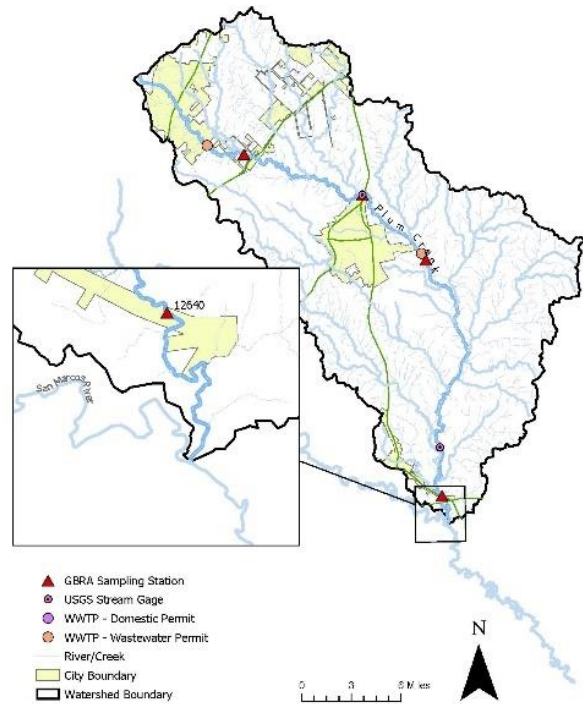 Plum Creek
12640
San Marcos
River
GBRA Sampling Station
USGS Stream Gage
WWTP - Domestic Permit
WWTP - Wastewater Permit
River/Creek
City Boundary
Watershed Boundary
N
0 3 6 Miles